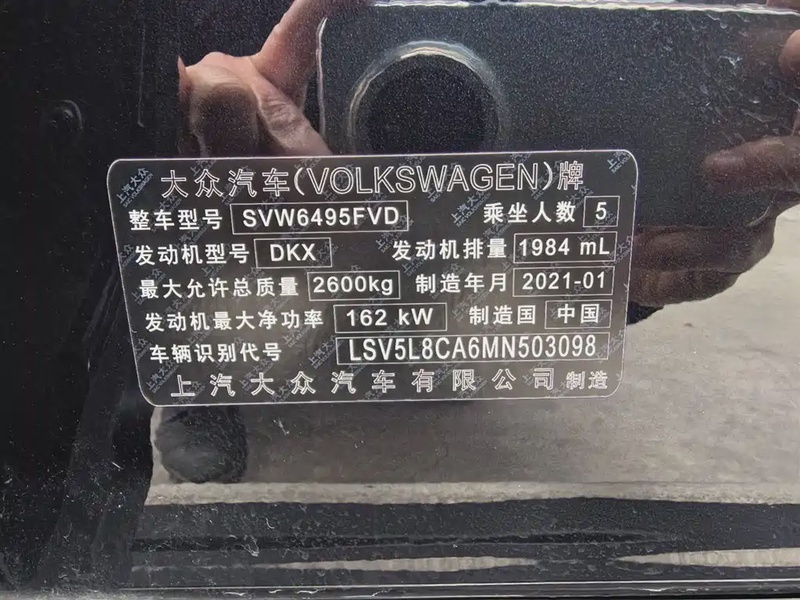 大众汽车(VOLKSWAGEN)牌
整车型号 SVW6495FVD 乘坐人数 5
发动机型号 DKX 发动机排量 1984 mL
最大允许总质量 2600kg 制造年月 2021-01
发动机最大净功率 162 kW 制造国 中国
车辆识别代号 LSV5L8CA6MN503098
上汽大众汽车有限公司 制造